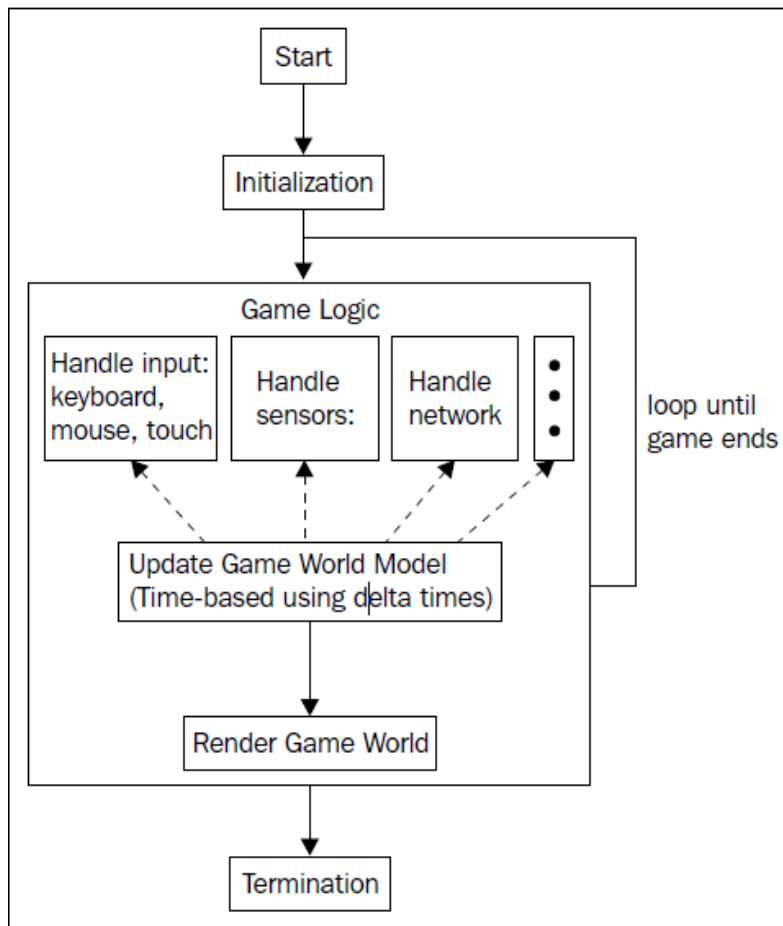 Start
Initialization
Game Logic
Handle input:
keyboard,
mouse, touch
Handle
sensors:
Handle
network
loop until
game ends
Update Game World Model
(Time-based using delta times)
Render Game World
Termination